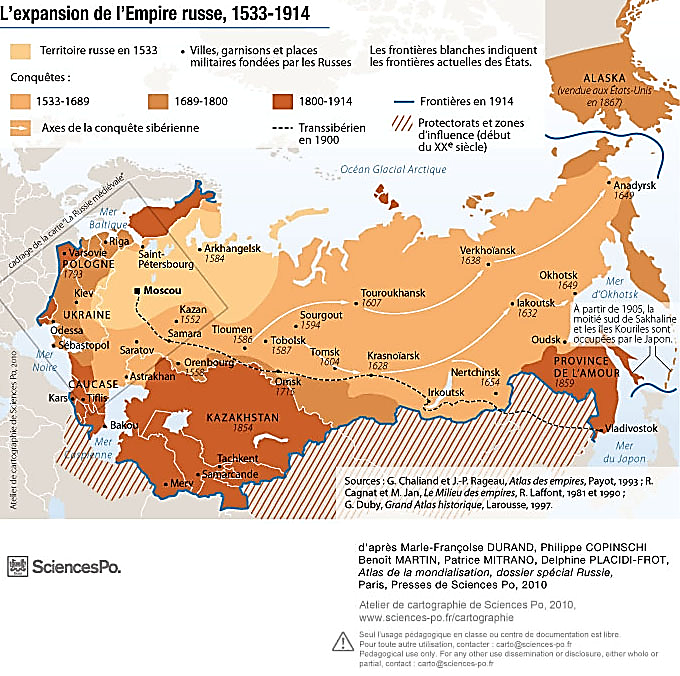 L'expansion de l'Empire russe, 1533-1914
Territoire russe en 1533
Villes, garnisons et places
militaires fondées par les Russes
Les frontières blanches indiquent
les frontières actuelles des États.
Conquêtes :
1533-1689
1689-1800
1800-1914
Frontières en 1914
Axes de la conquête sibérienne
Transsibérien
en 1900
Protectorats et zones
d'influence (début
du XXe siècle)
ALASKA
(vendue aux États-Unis
en 1867)
Océan Glacial Arctique
cadrage de la carte "La Russie médiévale"
Mer
Baltique
Anadyrsk
1649
Riga
Varsovie
POLOGNE
1793
Saint-
Pétersbourg
Arkhangelsk
1584
Verkhoïansk
1638
Okhotsk
1649
Mer
d'Okhotsk
Moscou
Kiev
UKRAINE
Touroukhansk
1607
Iakoutsk
1632
À partir de 1905, la
moitié sud de Sakhaline
et les îles Kouriles sont
occupées par le Japon.
Kazan
1552
Sourgout
1594
Odessa
Samara
Tioumen
1586
Tobolsk
1587
Oudsk
Sébastopol
Mer
Noire
Saratov
Orenbourg
1558
Tomsk
1604
Krasnoïarsk
1628
Nertchinsk
1654
PROVINCE
DE L'AMOUR
1859
Astrakhan
Omsk
1716
Irkoutsk
CAUCASE
Kars
Tiflis
KAZAKHSTAN
1854
Bakou
Vladivostok
Mer
Caspienne
Mer
du Japon
Tachkent
Samarcande
Merv
Atelier de cartographie de Sciences Po, 2010
Sources : G. Chaliand et J.-P. Rageau, Atlas des empires, Payot, 1993 ; R.
Cagnat et M. Jan, Le Milieu des empires, R. Laffont, 1981 et 1990 ;
G. Duby, Grand Atlas historique, Larousse, 1997.
SciencesPo.
d'après Marie-Françoise DURAND, Philippe COPINSCHI
Benoît MARTIN, Patrice MITRANO, Delphine PLACIDI-FROT,
Atlas de la mondialisation, dossier spécial Russie,
Paris, Presses de Sciences Po, 2010
Atelier de cartographie de Sciences Po, 2010,
www.sciences-po.fr/cartographie
Seul l'usage pédagogique en classe ou centre de documentation est libre.
Pour toute autre utilisation, contacter : carto@sciences-po.fr
Pedagogical use only. For any other use dissemination or disclosure, either whole or
partial, contact : carto@sciences-po.fr